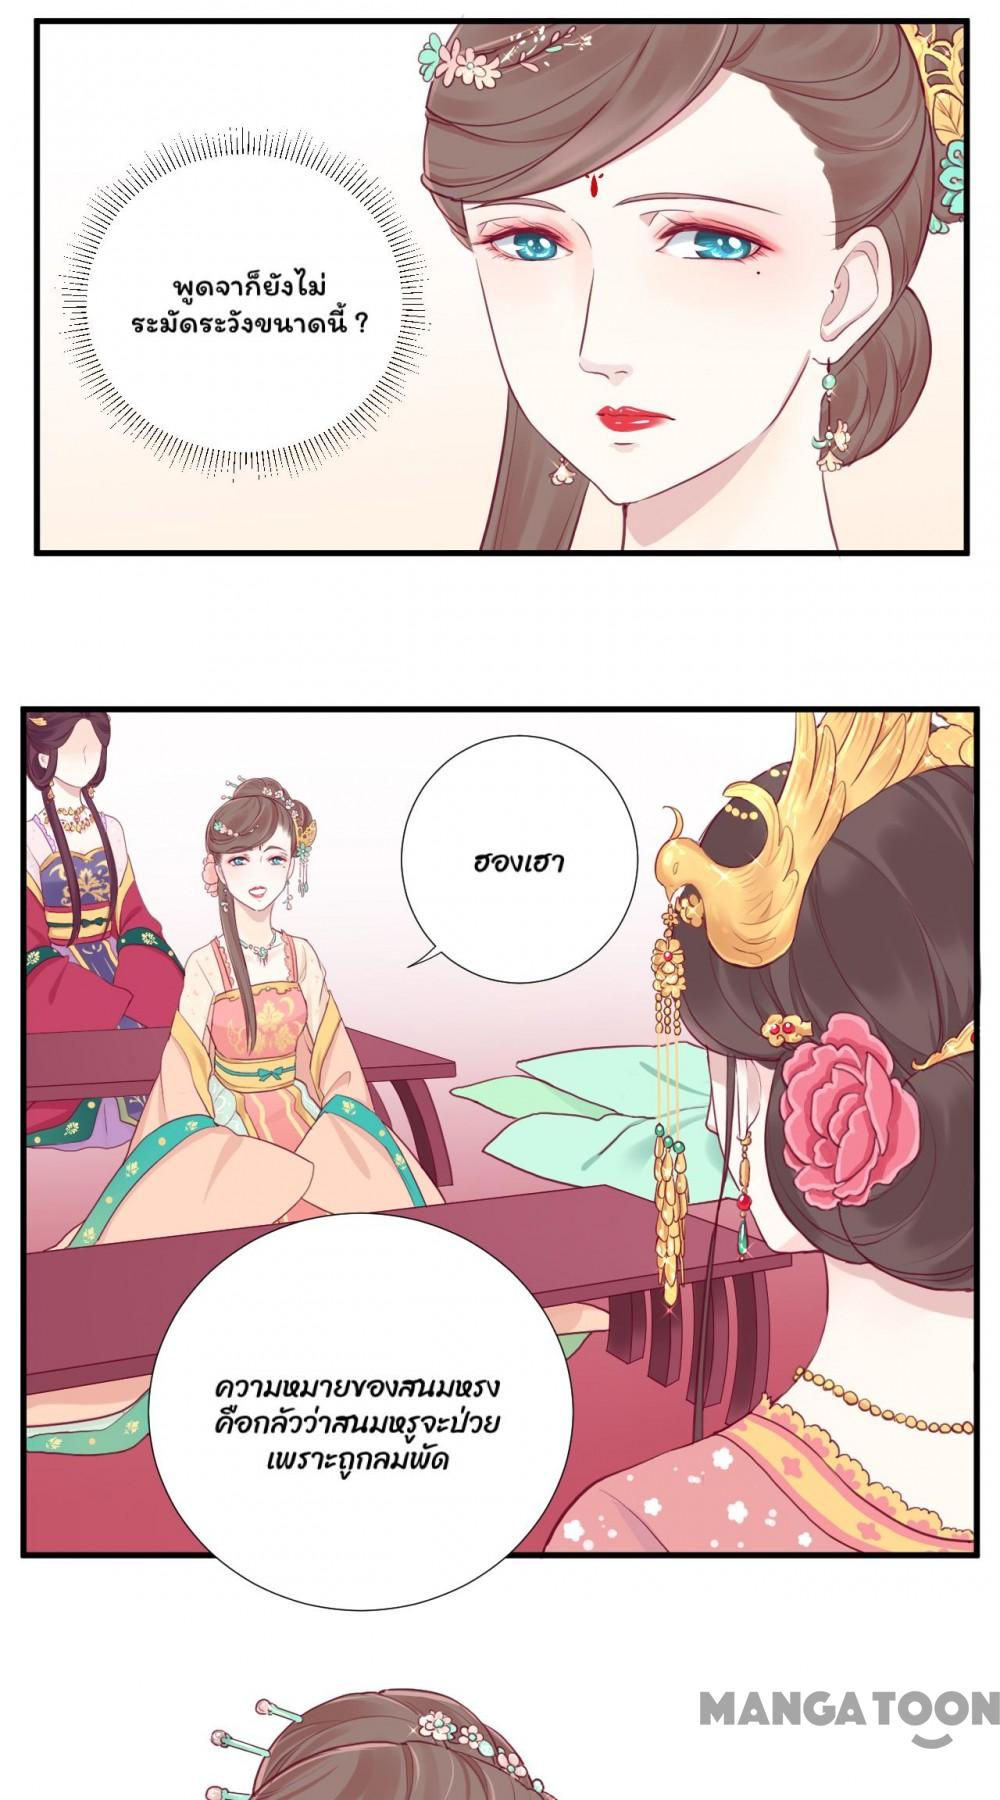 พูดจาก็ยังไม่
ระมัดระวังขนาดนี้ ?
ฮองเฮา
ความหมายของสนมหรง
คือกลัวว่าสนมหรูจะป่วย
เพราะถูกลมพัด
MANGATOON